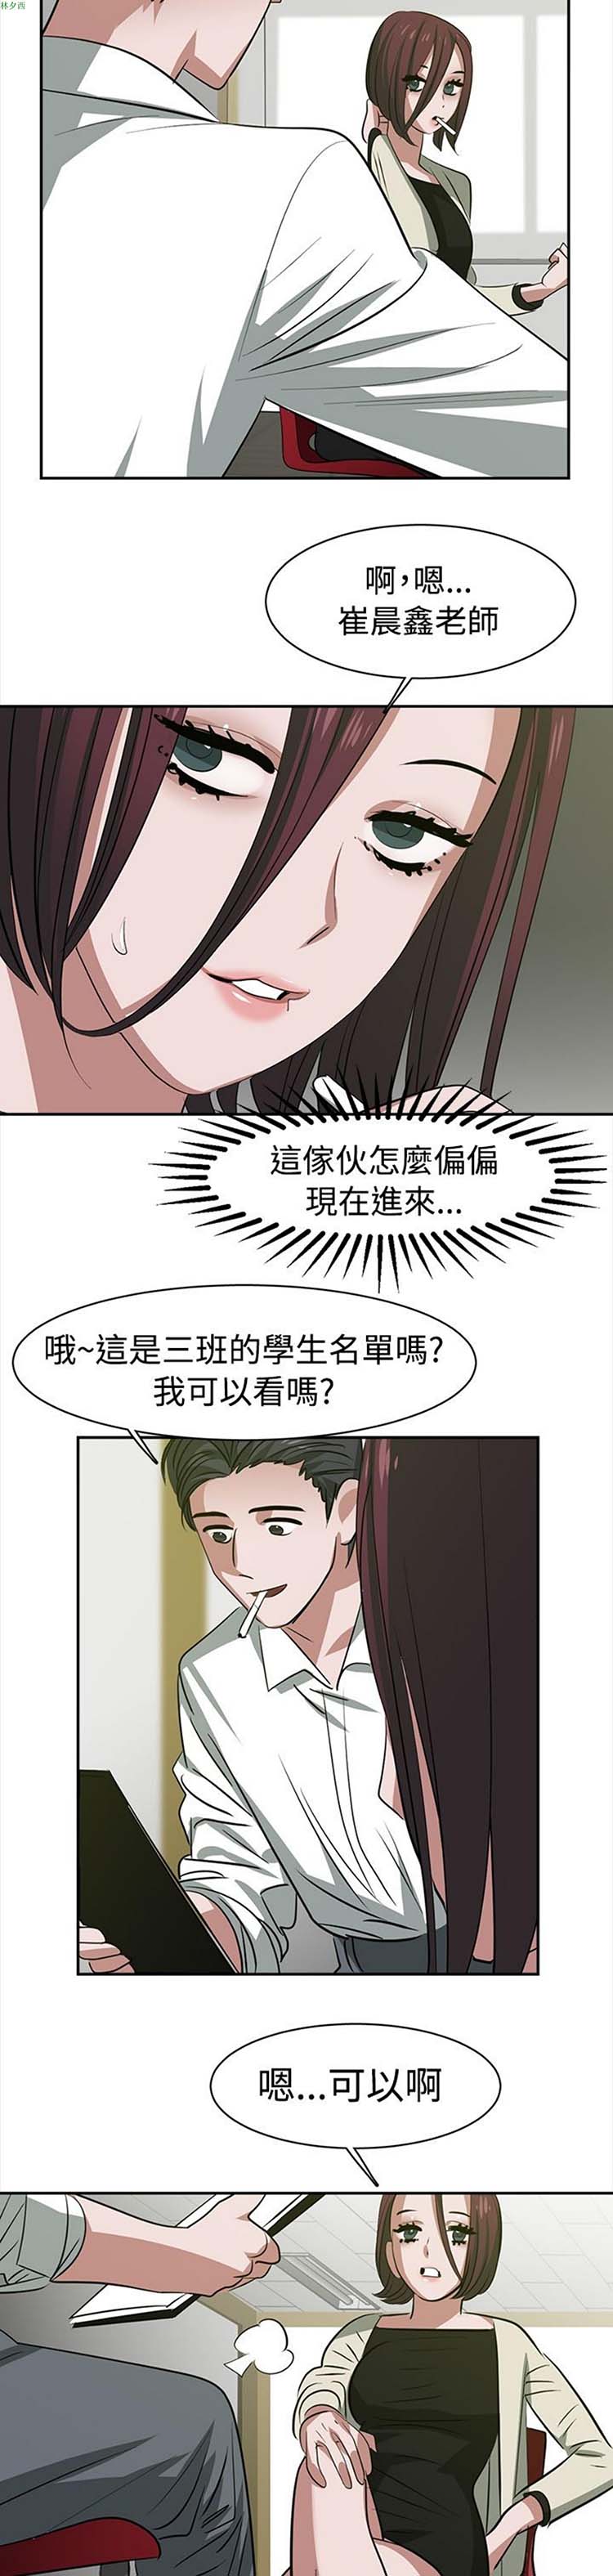 林夕西
啊，嗯...
崔晨鑫老師
這傢伙怎麼偏偏
現在進來...
哦~這是三班的學生名單嗎?
我可以看嗎?
嗯...可以啊